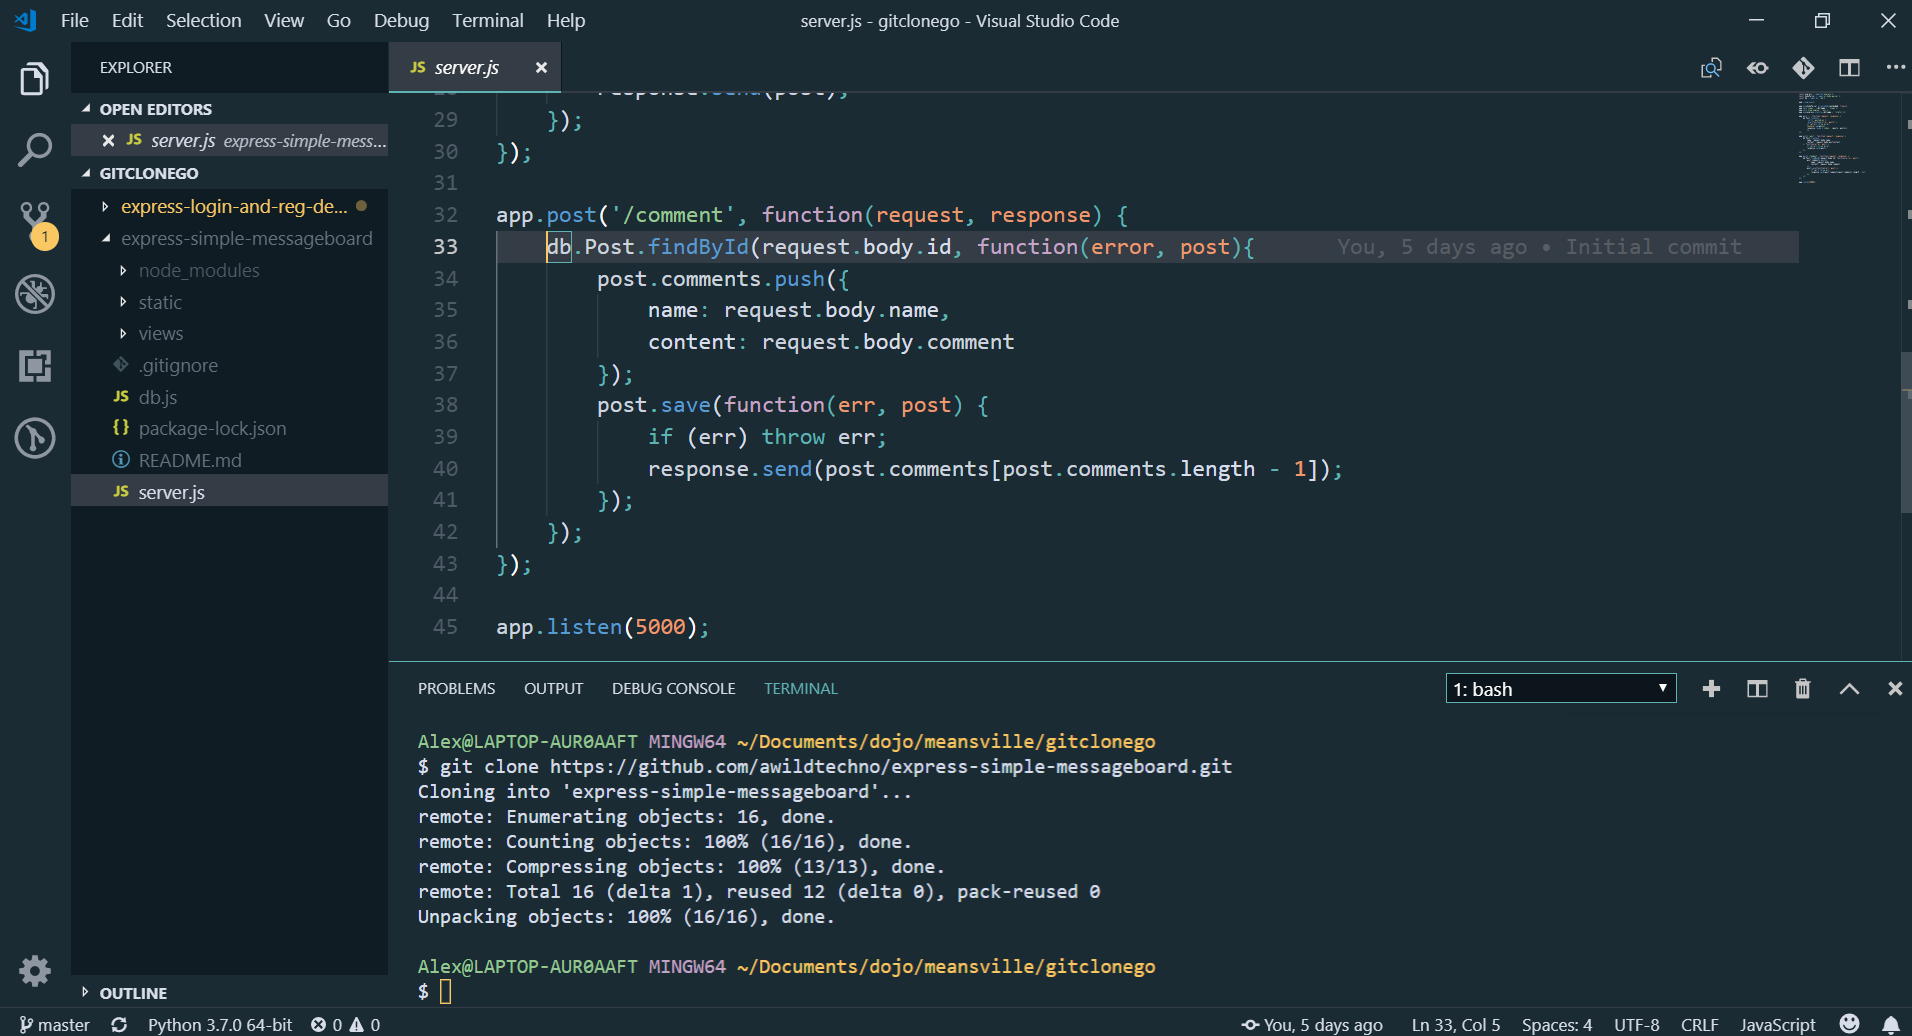 File Edit Selection View Go Debug Terminal Help
server.js - gitclonego - Visual Studio Code
EXPLORER
OPEN EDITORS
JS server.js express-simple-mess...
GITCLONEGO
express-login-and-reg-de...
express-simple-messageboard
node_modules
static
views
.gitignore
JS db.js
{} package-lock.json
README.md
JS server.js
OUTLINE
1
JS server.js
29 });
30 });
31
32 app.post('/comment', function(request, response) {
33 db.Post.findById(request.body.id, function(error, post){ You, 5 days ago • Initial commit
34 post.comments.push({
35 name: request.body.name,
36 content: request.body.comment
37 });
38 post.save(function(err, post) {
39 if (err) throw err;
40 response.send(post.comments[post.comments.length - 1]);
41 });
42 });
43 });
44
45 app.listen(5000);
PROBLEMS OUTPUT DEBUG CONSOLE TERMINAL
1: bash
Alex@LAPTOP-AUR0AAFT MINGW64 ~/Documents/dojo/meansville/gitclonego
$ git clone https://github.com/awildtechno/express-simple-messageboard.git
Cloning into 'express-simple-messageboard'...
remote: Enumerating objects: 16, done.
remote: Counting objects: 100% (16/16), done.
remote: Compressing objects: 100% (13/13), done.
remote: Total 16 (delta 1), reused 12 (delta 0), pack-reused 0
Unpacking objects: 100% (16/16), done.
Alex@LAPTOP-AUR0AAFT MINGW64 ~/Documents/dojo/meansville/gitclonego
$
master Python 3.7.0 64-bit 0 0
You, 5 days ago Ln 33, Col 5 Spaces: 4 UTF-8 CRLF JavaScript